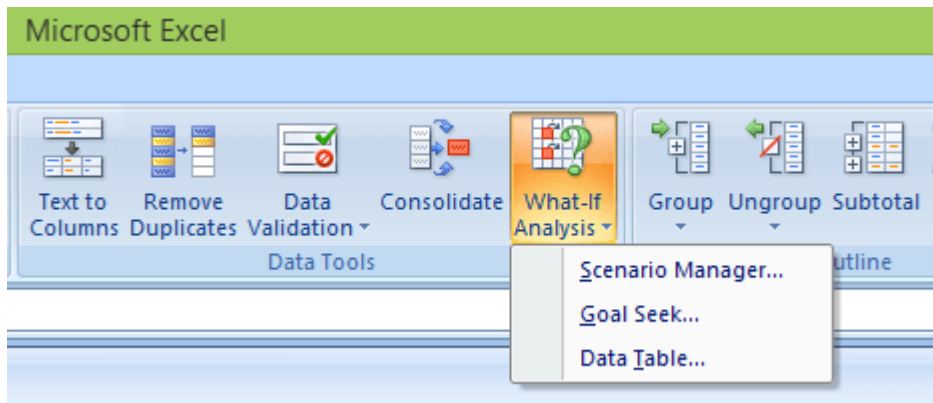 Microsoft Excel
Text to Columns
Remove Duplicates
Data Validation
Consolidate
What-If Analysis
Group
Ungroup
Subtotal
Data Tools
utline
Scenario Manager...
Goal Seek...
Data Table...